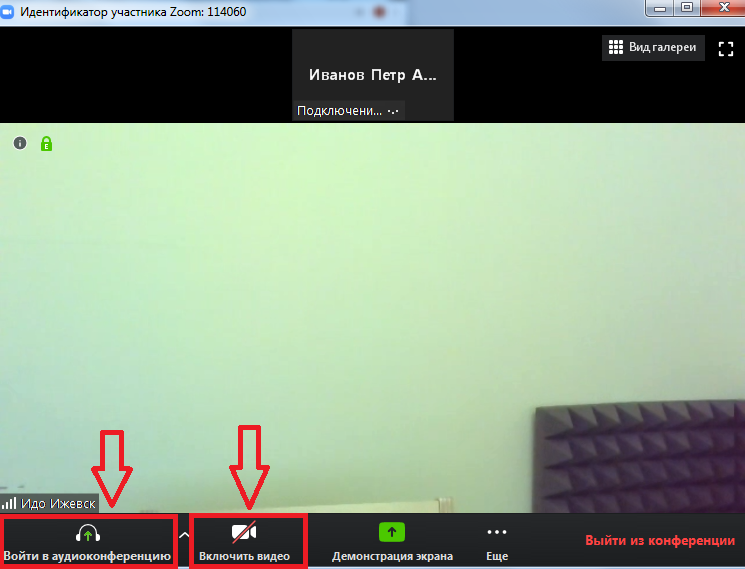 Идентификатор участника Zoom: 114060
Иванов Петр А...
Вид галереи
Подключени...
Идо Ижевск
Войти в аудиоконференцию
Включить видео
Демонстрация экрана
Еще
Выйти из конференции